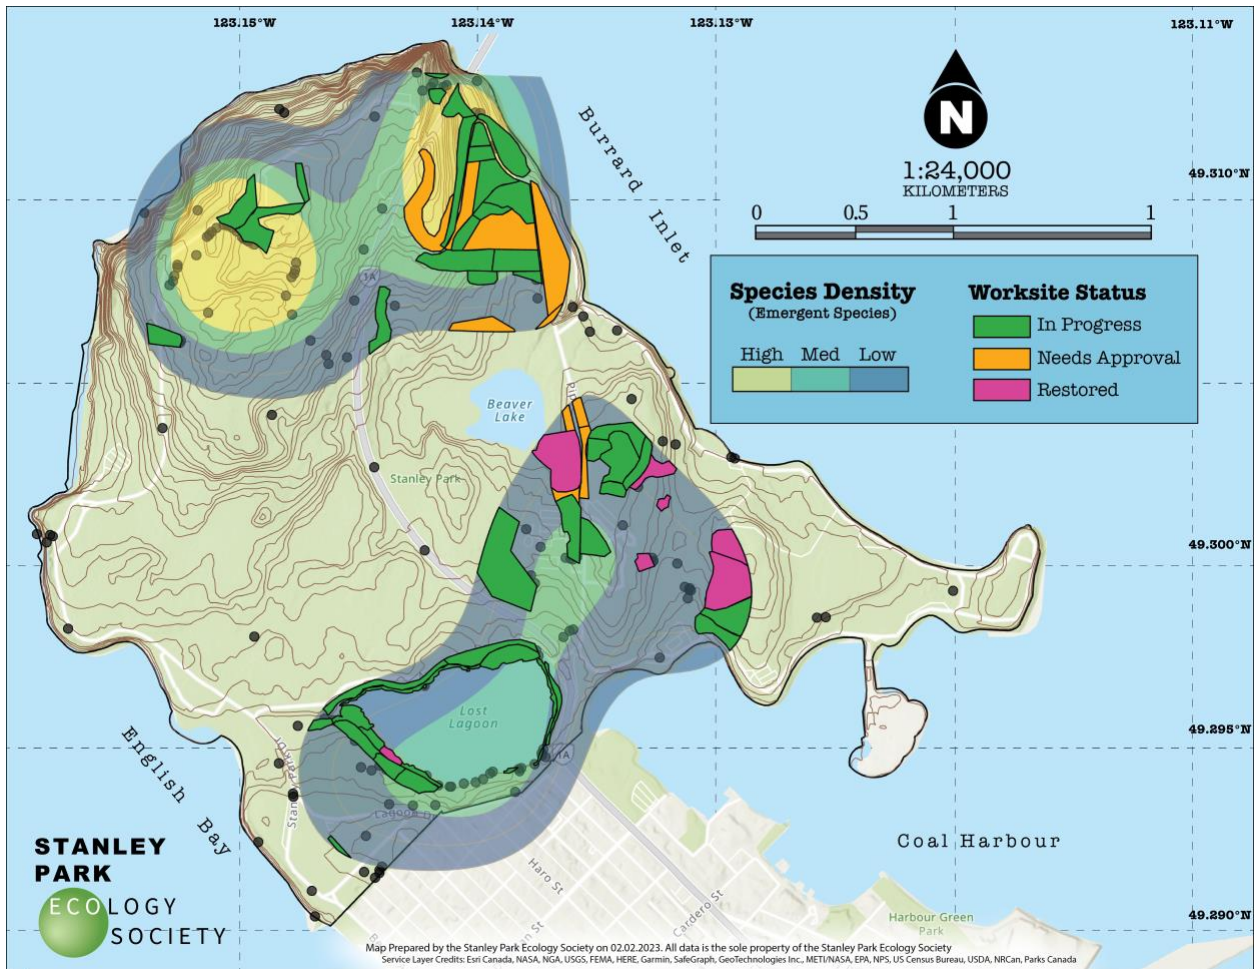 123.15°W
123.14°W
123.13°W
123.11°W
N
1:24,000
KILOMETERS
0 0.5 1 1
Burrard Inlet
49.310°N
Species Density
(Emergent Species)
High Med Low
Worksite Status
In Progress
Needs Approval
Restored
1A
Beaver
Lake
Stanley Park
49.300°N
Lost
Lagoon
49.295°N
1A
English Bay
Lagoon D
Coal Harbour
Haro St
Cardero St
Harbour Green
Park
49.290°N
STANLEY
PARK
ECOLOGY
SOCIETY
Map Prepared by the Stanley Park Ecology Society on 02.02.2023. All data is the sole property of the Stanley Park Ecology Society
Service Layer Credits: Esri Canada, NASA, NGA, USGS, FEMA, HERE, Garmin, SafeGraph, GeoTechnologies Inc., METI/NASA, EPA, NPS, US Census Bureau, USDA, NRCan, Parks Canada